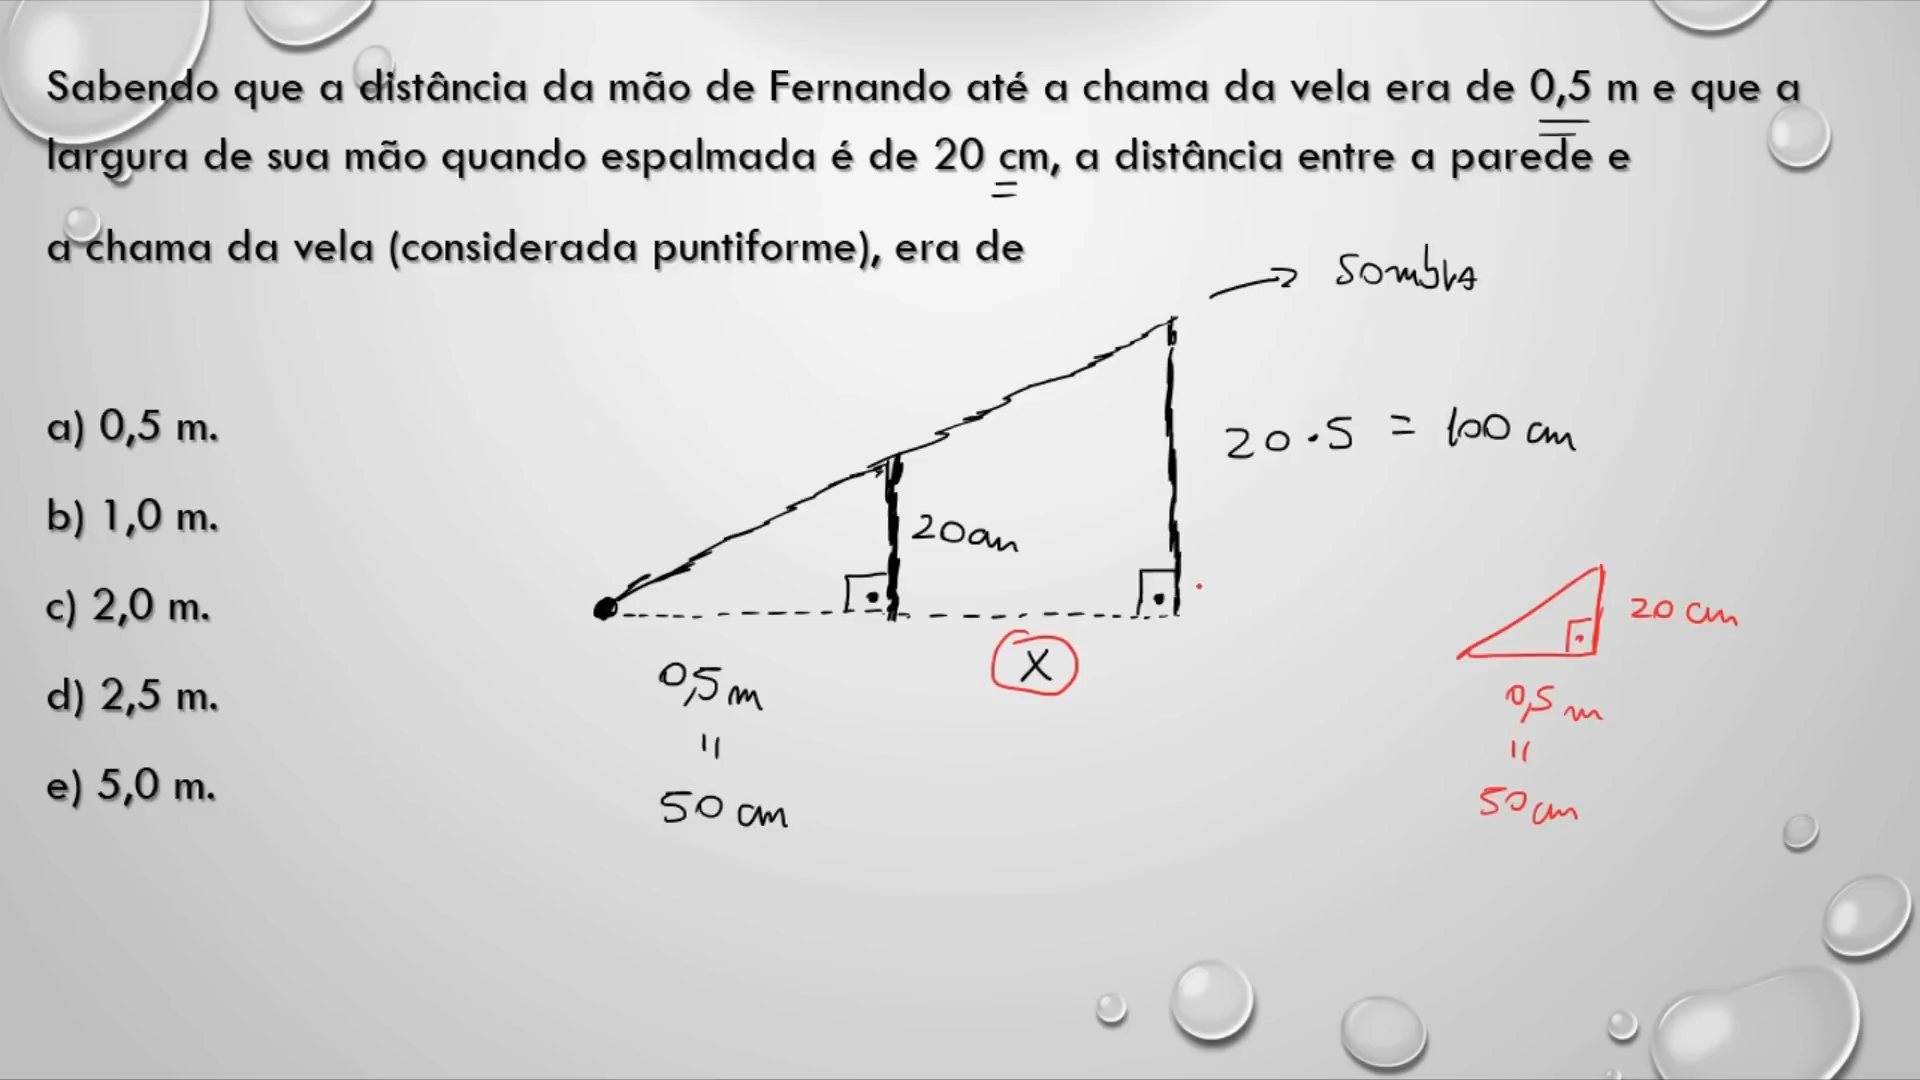 Sabendo que a distância da mão de Fernando até a chama da vela era de 0,5 m e que a
largura de sua mão quando espalmada é de 20 cm, a distância entre a parede e
a chama da vela (considerada puntiforme), era de
sombra
a) 0,5 m.
20 · 5 = 100 cm
b) 1,0 m.
20 cm
c) 2,0 m.
20 cm
x
d) 2,5 m.
0,5 m
0,5 m
=
=
e) 5,0 m.
50 cm
50 cm